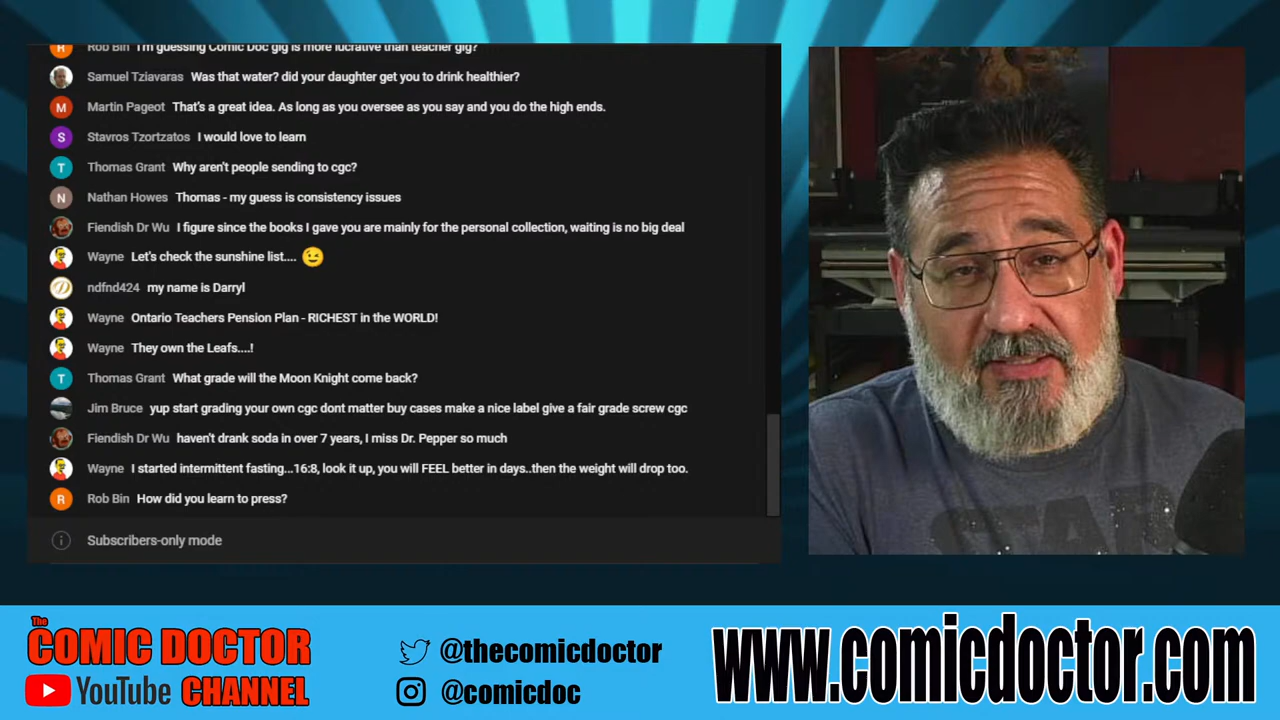 Rob Bin I'm guessing Comic Doc gig is more lucrative than teacher gig?
Samuel Tziavaras Was that water? did your daughter get you to drink healthier?
M Martin Pageot That's a great idea. As long as you oversee as you say and you do the high ends.
S Stavros Tzortzatos I would love to learn
T Thomas Grant Why aren't people sending to cgc?
N Nathan Howes Thomas - my guess is consistency issues
Fiendish Dr Wu I figure since the books I gave you are mainly for the personal collection, waiting is no big deal
Wayne Let's check the sunshine list.... 😉
ndfnd424 my name is Darryl
Wayne Ontario Teachers Pension Plan - RICHEST in the WORLD!
Wayne They own the Leafs....!
T Thomas Grant What grade will the Moon Knight come back?
Jim Bruce yup start grading your own cgc dont matter buy cases make a nice label give a fair grade screw cgc
Fiendish Dr Wu haven't drank soda in over 7 years, I miss Dr. Pepper so much
Wayne I started intermittent fasting...16:8, look it up, you will FEEL better in days..then the weight will drop too.
R Rob Bin How did you learn to press?
Subscribers-only mode
STAR
The
COMIC DOCTOR
YouTube CHANNEL
@thecomicdoctor
@comicdoc
www.comicdoctor.com